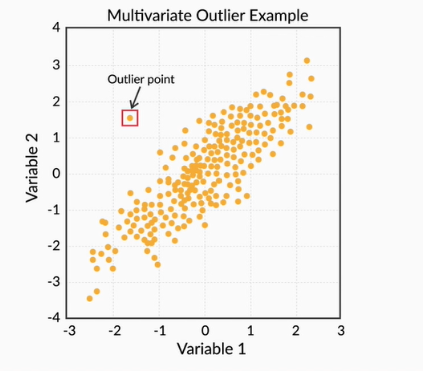 Multivariate Outlier Example
4
3
Outlier point
2
1
Variable 2
0
-1
-2
-3
-4
-3 -2 -1 0 1 2 3
Variable 1